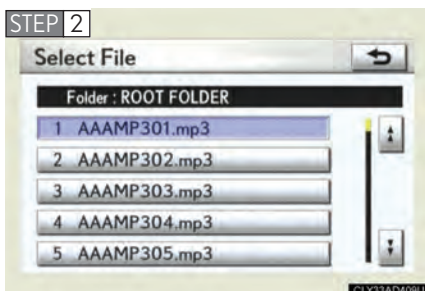 STEP 2
Select File
Folder : ROOT FOLDER
1 AAAMP301.mp3
2 AAAMP302.mp3
3 AAAMP303.mp3
4 AAAMP304.mp3
5 AAAMP305.mp3